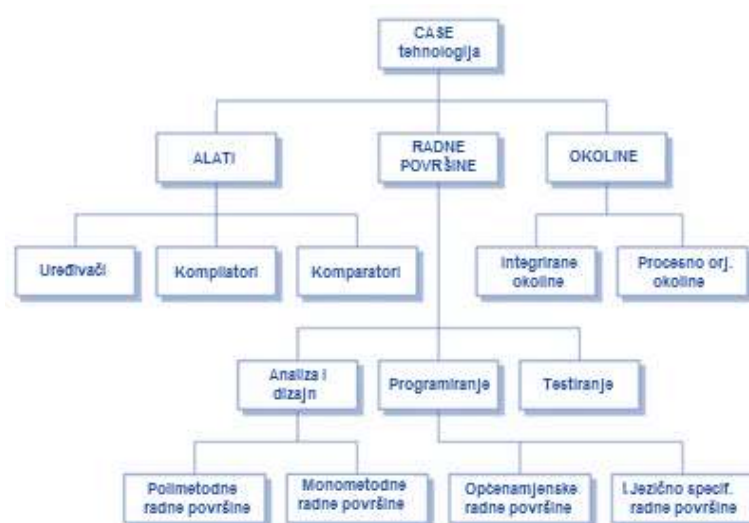 CASE
tehnologija
ALATI
RADNE
POVRŠINE
OKOLINE
Uređivači
Kompilatori
Komparatori
Integrirane
okoline
Procesno orj.
okoline
Analiza i
dizajn
Programiranje
Testiranje
Polimetodne
radne površine
Monometodne
radne površine
Općenamjenske
radne površine
I.Jezično specif.
radne površine